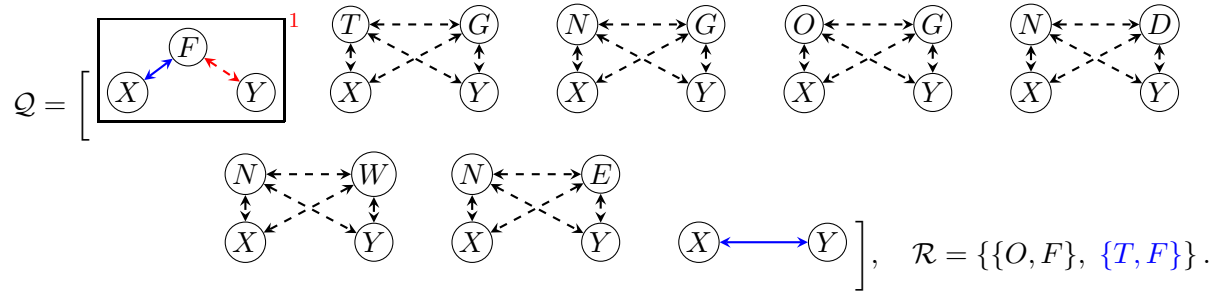 1
T G N G O G N D
F
X Y X Y X Y X Y X Y
𝒬 = [
N W N E
X Y X Y X Y ], ℛ = {{O, F}, {T, F}} .